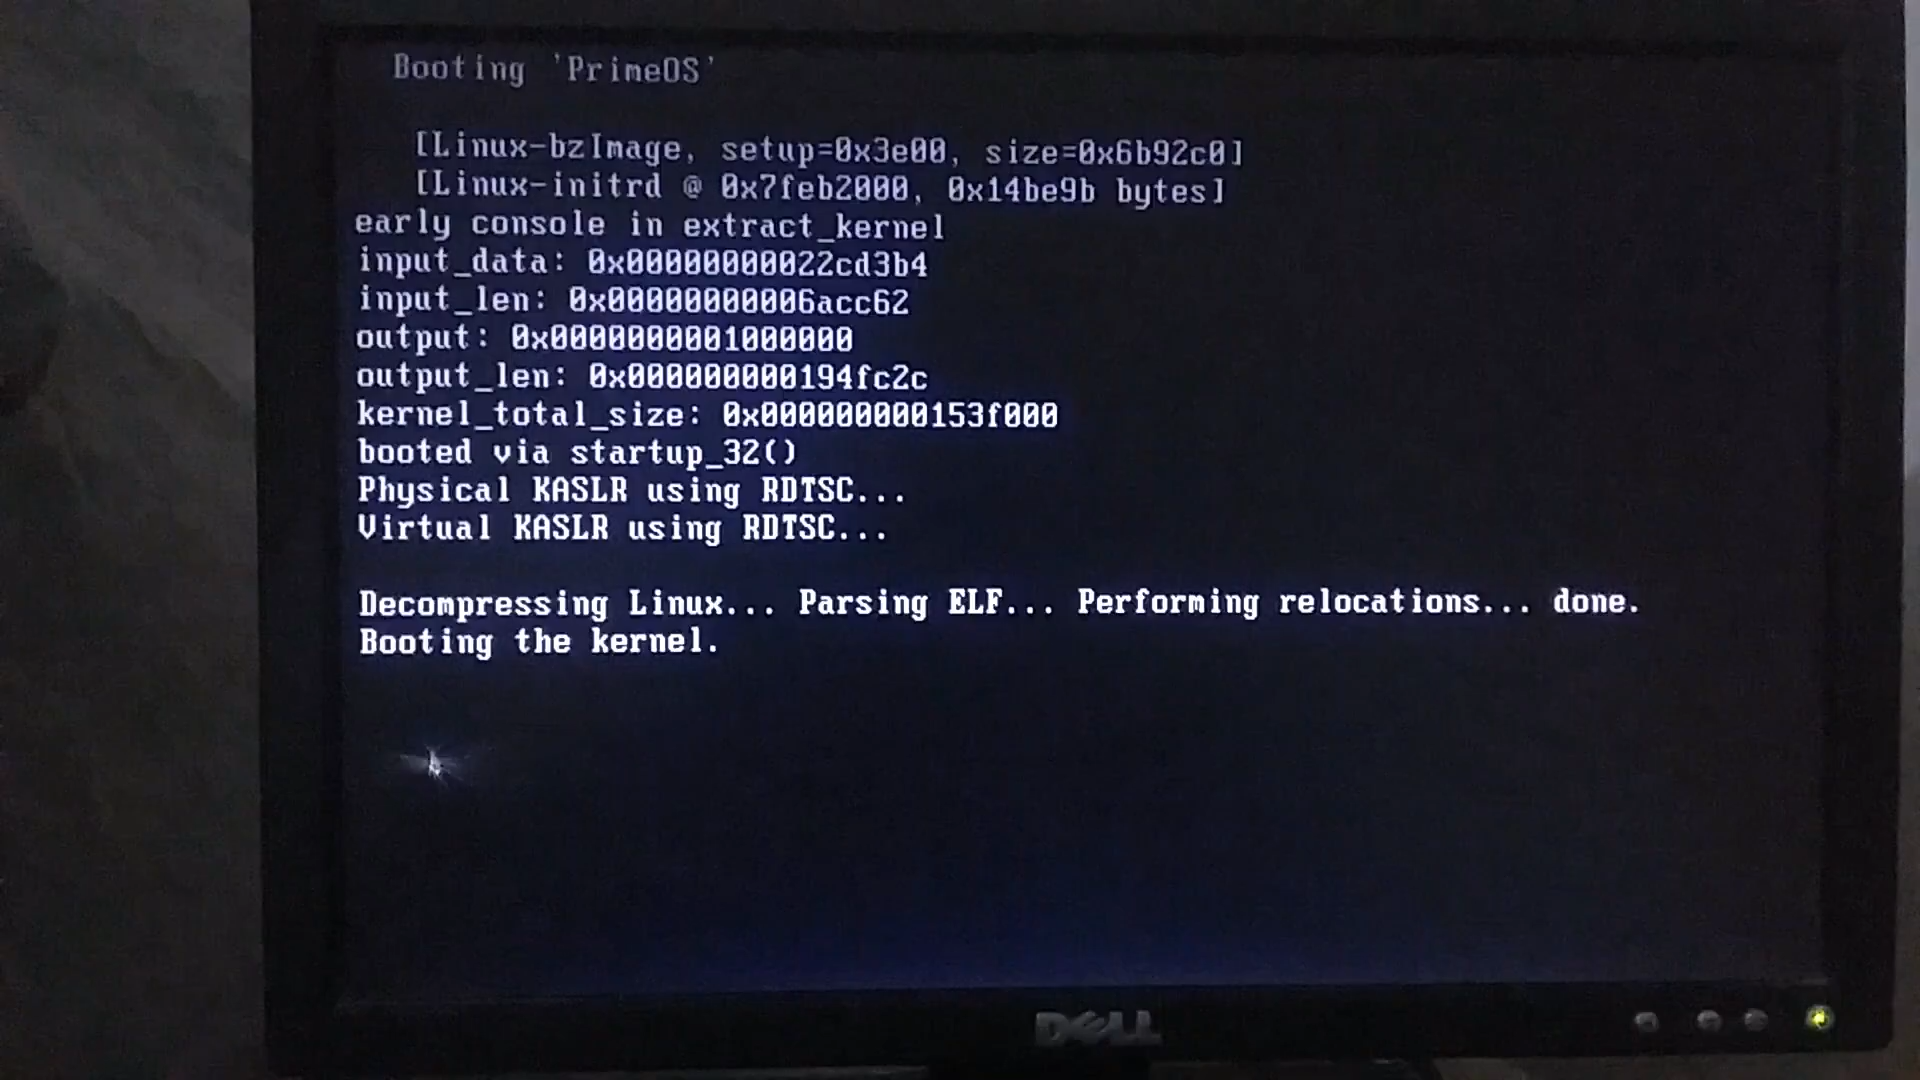 Booting 'PrimeOS'
[Linux-bzImage, setup=0x3e00, size=0x6b92c0]
[Linux-initrd @ 0x7feb2000, 0x14be9b bytes]
early console in extract_kernel
input_data: 0x00000000022cd3b4
input_len: 0x00000000006acc62
output: 0x0000000001000000
output_len: 0x000000000194fc2c
kernel_total_size: 0x000000000153f000
booted via startup_32()
Physical KASLR using RDTSC...
Virtual KASLR using RDTSC...
Decompressing Linux... Parsing ELF... Performing relocations... done.
Booting the kernel.
DELL